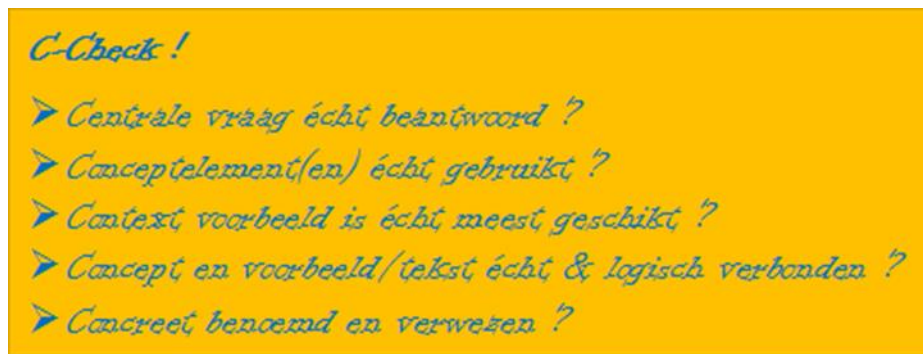 C-Check !
➢ Centrale vraag écht beantwoord ?
➢ Conceptelement(en) écht gebruikt ?
➢ Context voorbeeld is écht meest geschikt ?
➢ Concept en voorbeeld/tekst écht & logisch verbonden ?
➢ Concreet benoemd en verwezen ?